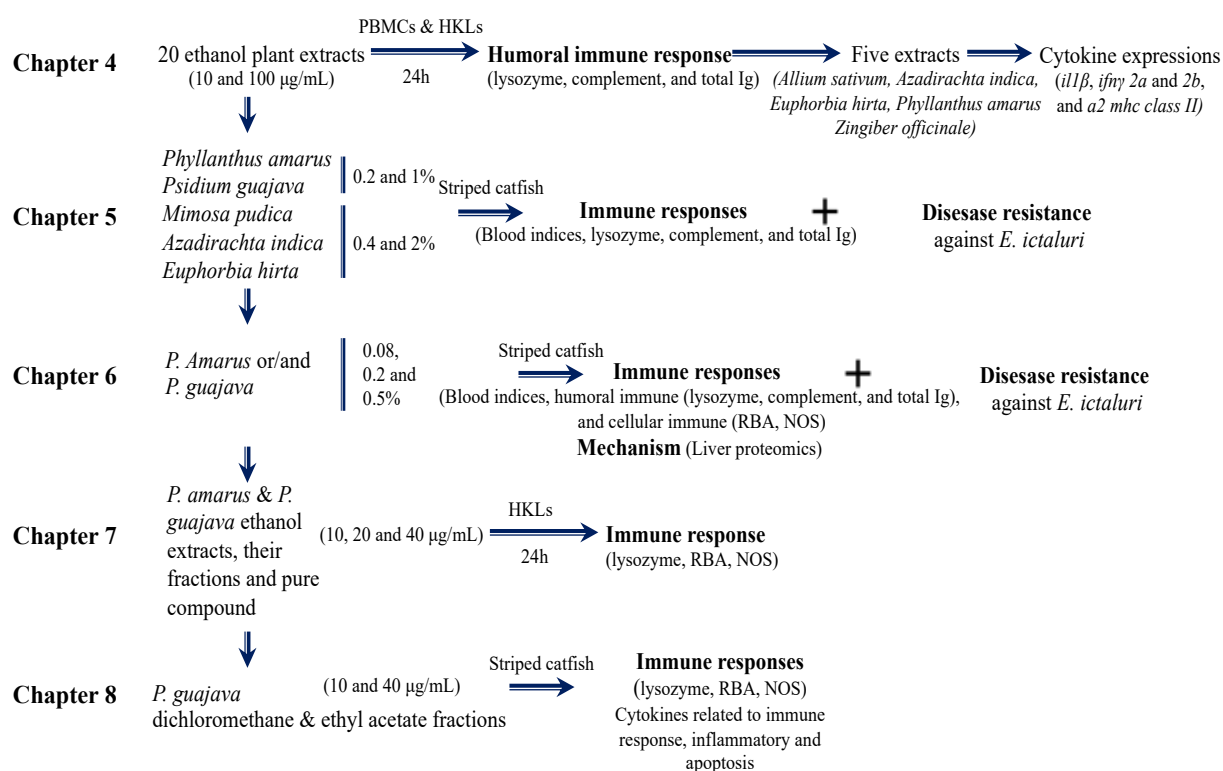 PBMCs & HKLs
Chapter 4
20 ethanol plant extracts
(10 and 100 μg/mL)
24h
Humoral immune response
(lysozyme, complement, and total Ig)
Five extracts
(Allium sativum, Azadirachta indica,
Euphorbia hirta, Phyllanthus amarus
Zingiber officinale)
Cytokine expressions
(il1β, ifnγ 2a and 2b,
and a2 mhc class II)
Chapter 5
Phyllanthus amarus
Psidium guajava
0.2 and 1%
Mimosa pudica
Azadirachta indica
Euphorbia hirta
0.4 and 2%
Striped catfish
Immune responses
(Blood indices, lysozyme, complement, and total Ig)
+
Disease resistance
against E. ictaluri
Chapter 6
P. Amarus or/and
P. guajava
0.08,
0.2 and
0.5%
Striped catfish
Immune responses
(Blood indices, humoral immune (lysozyme, complement, and total Ig),
and cellular immune (RBA, NOS)
Mechanism (Liver proteomics)
+
Disesase resistance
against E. ictaluri
Chapter 7
P. amarus & P.
guajava ethanol
extracts, their
fractions and pure
compound
(10, 20 and 40 μg/mL)
HKLs
24h
Immune response
(lysozyme, RBA, NOS)
Chapter 8
P. guajava
dichloromethane & ethyl acetate fractions
(10 and 40 μg/mL)
Striped catfish
Immune responses
(lysozyme, RBA, NOS)
Cytokines related to immune
response, inflammatory and
apoptosis